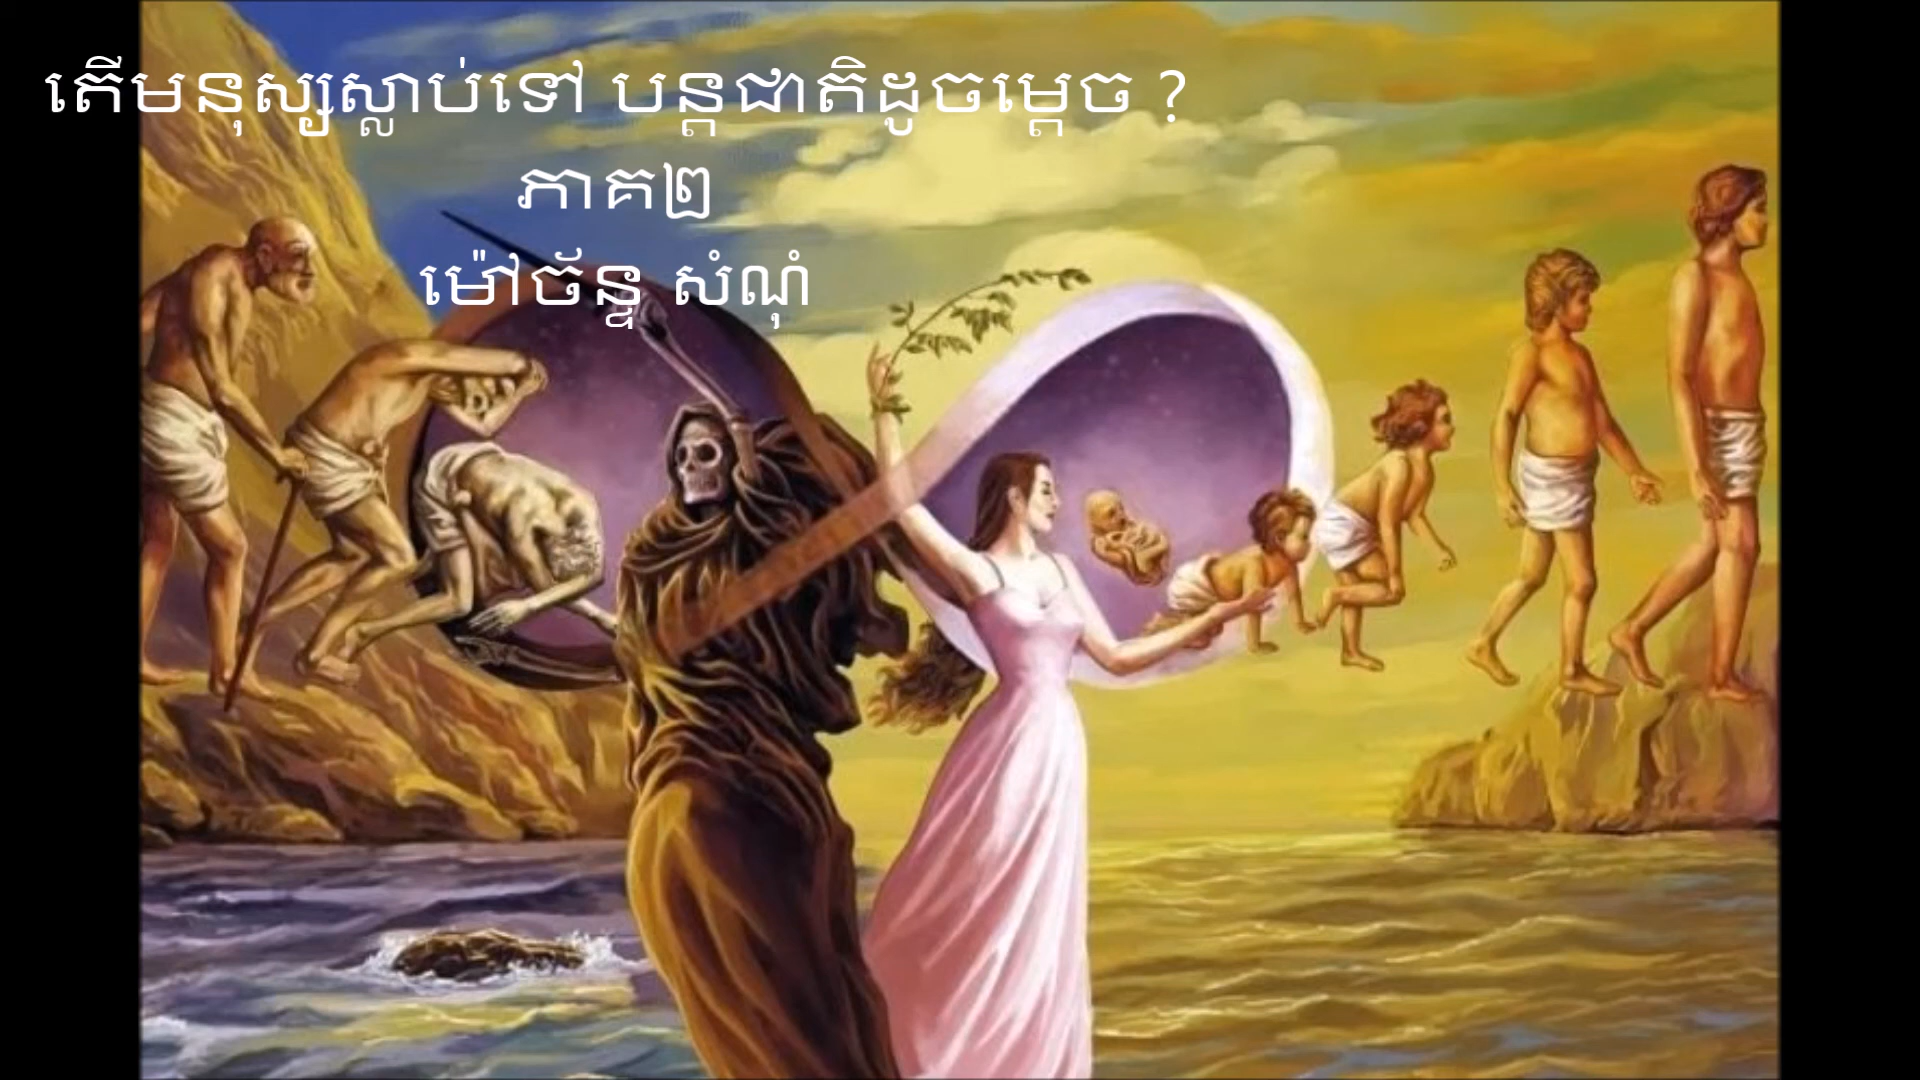 តើមនុស្សស្លាប់ទៅ បន្តជាតិដូចម្ដេច ?
ភាគ២
ម៉ៅច័ន្ទ សំណុំ